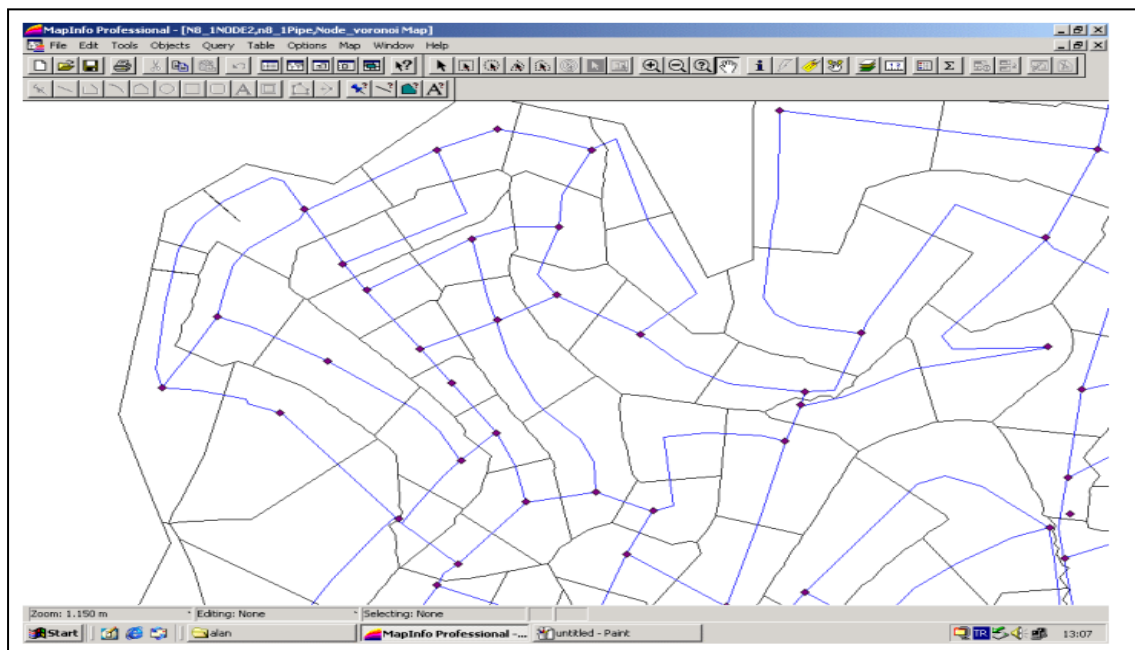 MapInfo Professional - [N8_1NODE2,n8_1Pipe,Node_voronoi Map]
File Edit Tools Objects Query Table Options Map Window Help
Zoom: 1.150 m Editing: None Selecting: None
Start alan MapInfo Professional -... untitled - Paint TR 13:07